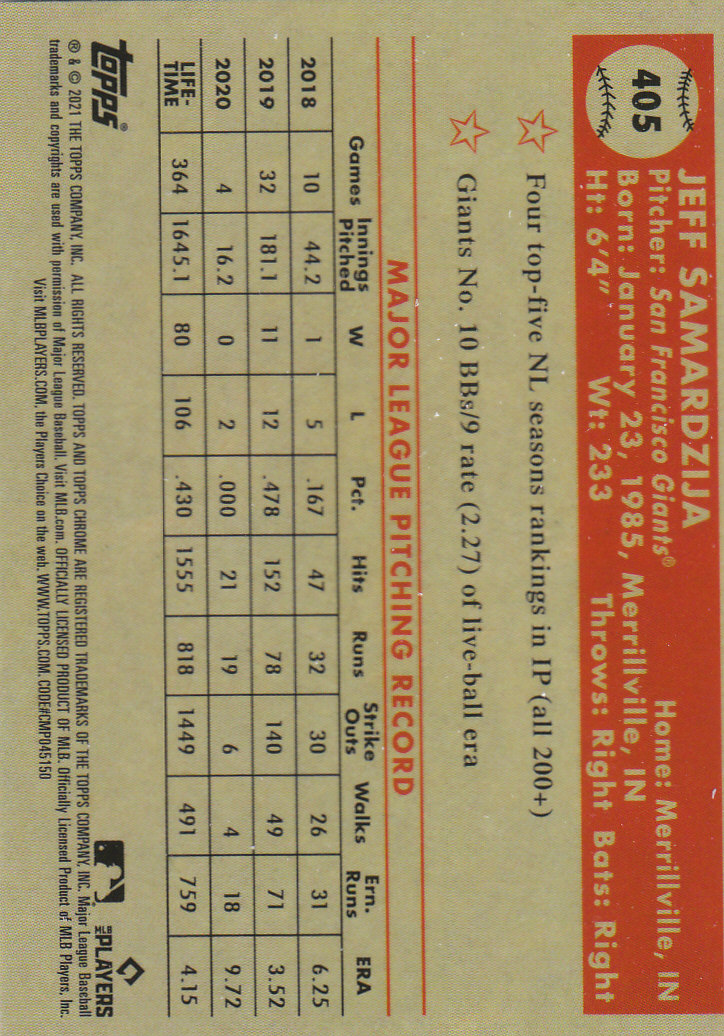 405
JEFF SAMARDZIJA
Pitcher: San Francisco Giants® Home: Merrillville, IN
Born: January 23, 1985, Merrillville, IN
Ht: 6'4" Wt: 233 Throws: Right Bats: Right
Four top-five NL seasons rankings in IP (all 200+)
Giants No. 10 BBs/9 rate (2.27) of live-ball era
MAJOR LEAGUE PITCHING RECORD
Games Innings Pitched W L Pct. Hits Runs Strike Outs Walks Ern. Runs ERA
2018 10 44.2 1 5 .167 47 32 30 26 31 6.25
2019 32 181.1 11 12 .478 152 78 140 49 71 3.52
2020 4 16.2 0 2 .000 21 19 6 4 18 9.72
LIFE-TIME 364 1645.1 80 106 .430 1555 818 1449 491 759 4.15
topps®
MLB PLAYERS
® & © 2021 THE TOPPS COMPANY, INC. ALL RIGHTS RESERVED. TOPPS AND TOPPS CHROME ARE REGISTERED TRADEMARKS OF THE TOPPS COMPANY, INC. Major League Baseball
trademarks and copyrights are used with permission of Major League Baseball. Visit MLB.com. OFFICIALLY LICENSED PRODUCT OF MLB. Officially Licensed Product of MLB Players, Inc.
Visit MLBPLAYERS.COM, the Players Choice on the web. WWW.TOPPS.COM. CODE#CMP045150